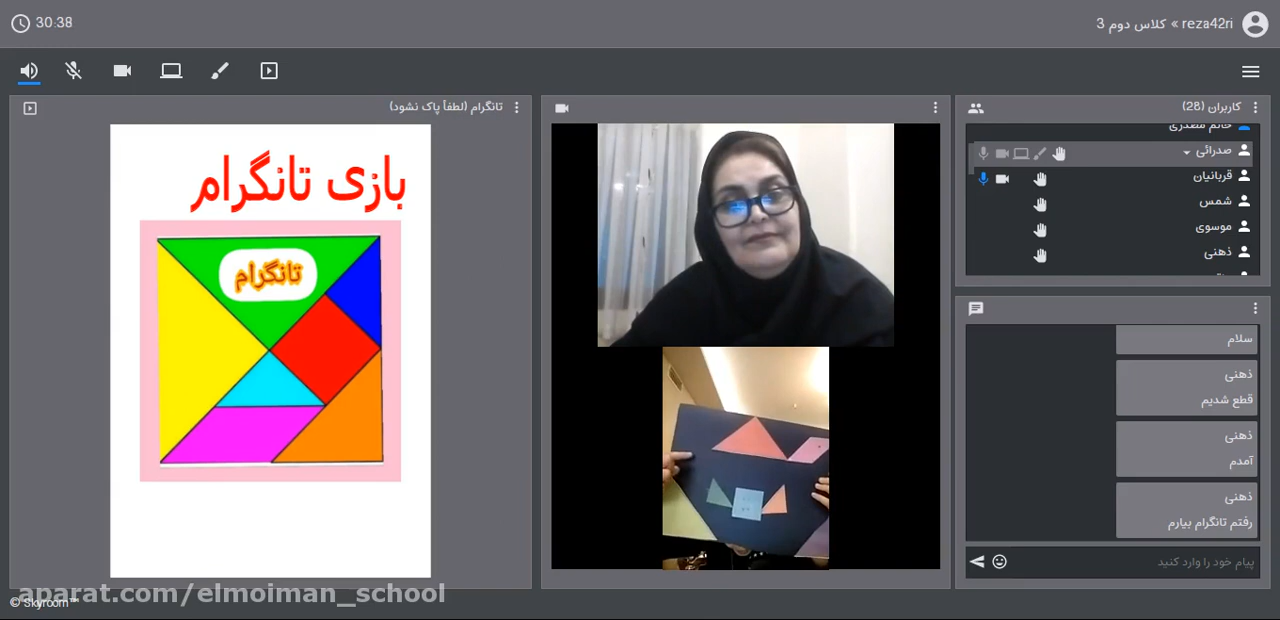 30:38
reza42ri » کلاس دوم 3
تانگرام (لطفاً پاک نشود)
بازی تانگرام
تانگرام
کاربران (28)
خانم مصدری
صدرائی
قربانیان
شمس
موسوی
ذهنی
سلام
ذهنی
قطع شدیم
ذهنی
آمدم
ذهنی
رفتم تانگرام بیارم
پیام خود را وارد کنید
aparat.com/elmoiman_school
© Skyroom™